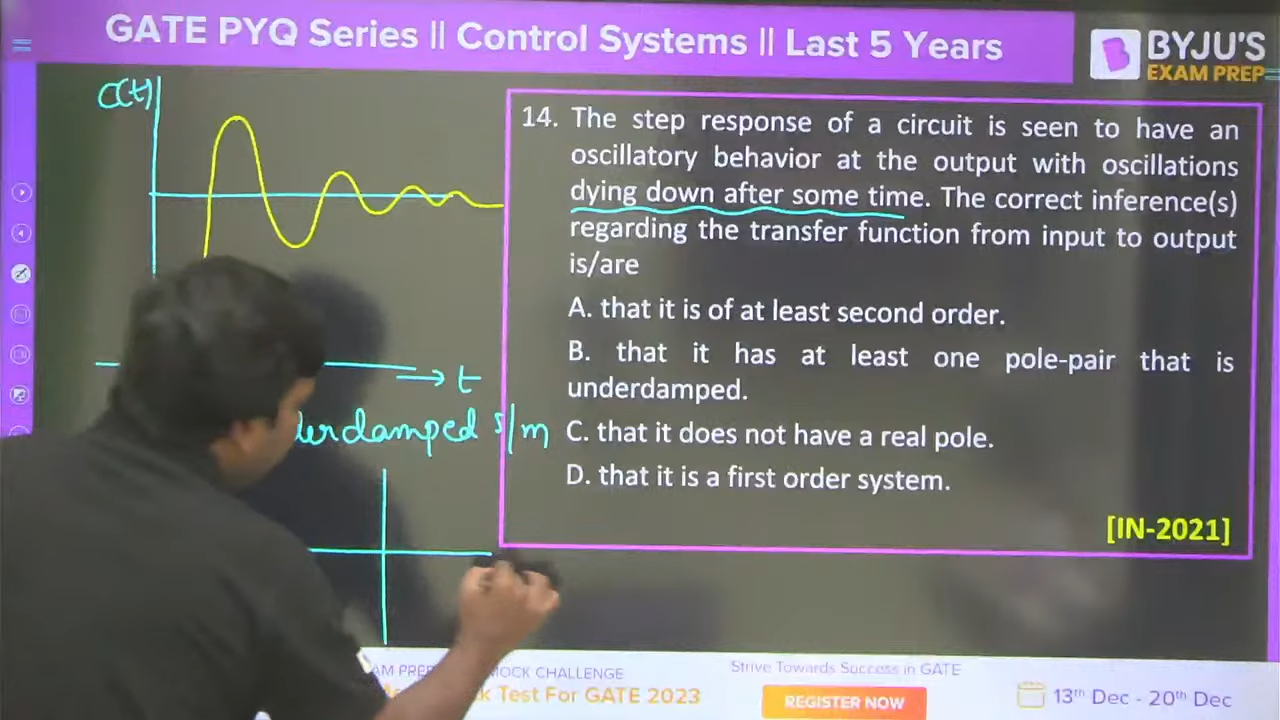 GATE PYQ Series || Control Systems || Last 5 Years
BYJU'S
EXAM PREP
C(t)
14. The step response of a circuit is seen to have an
oscillatory behavior at the output with oscillations
dying down after some time. The correct inference(s)
regarding the transfer function from input to output
is/are
A. that it is of at least second order.
B. that it has at least one pole-pair that is
underdamped.
C. that it does not have a real pole.
D. that it is a first order system.
[IN-2021]
t
derdamped s/m
MOCK CHALLENGE
Test For GATE 2023
Strive Towards Success in GATE
REGISTER NOW
13th Dec - 20th Dec